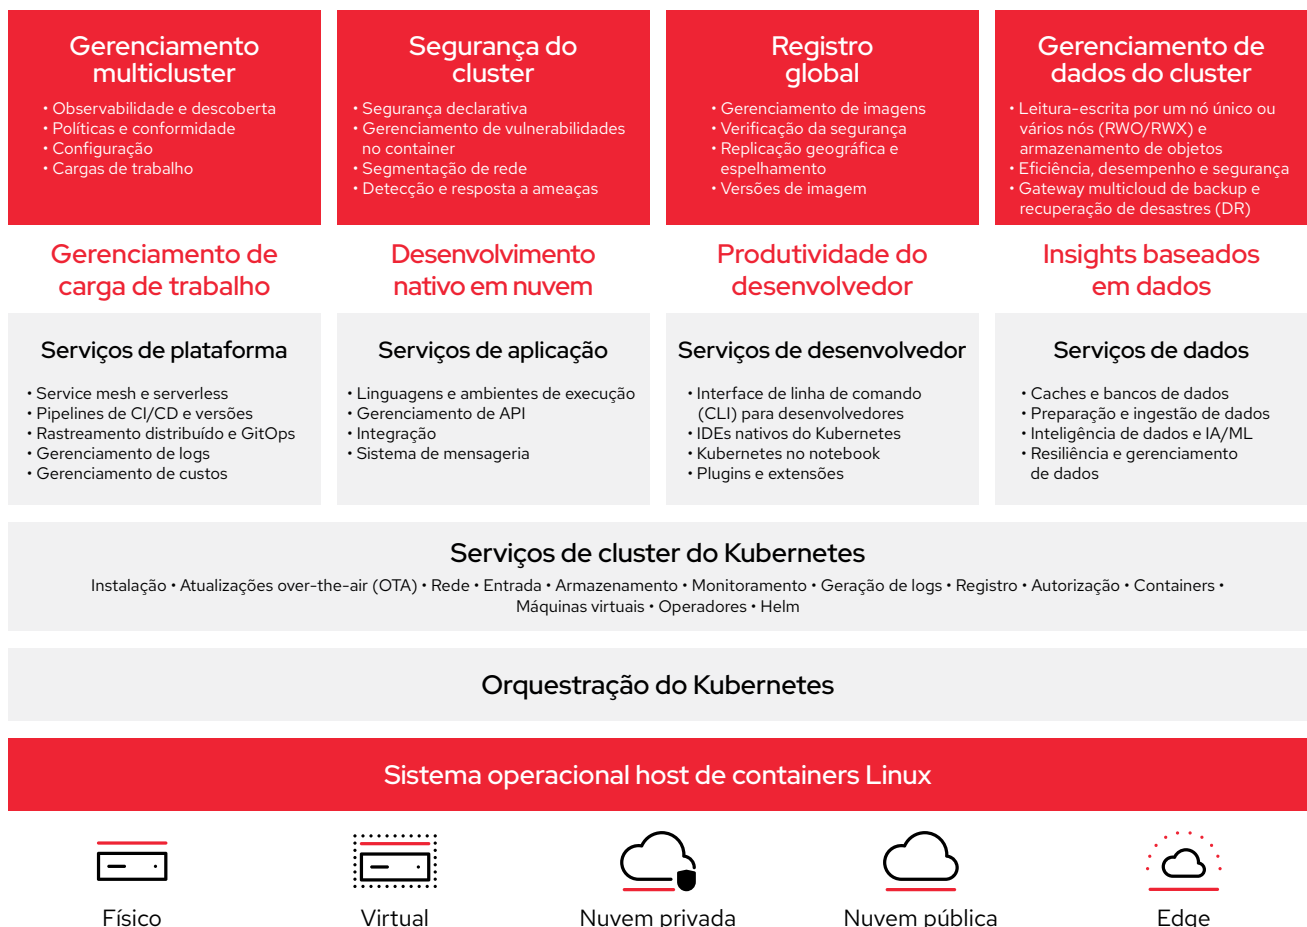 Gerenciamento
multicluster
• Observabilidade e descoberta
• Políticas e conformidade
• Configuração
• Cargas de trabalho
Segurança do
cluster
• Segurança declarativa
• Gerenciamento de vulnerabilidades
no container
• Segmentação de rede
• Detecção e resposta a ameaças
Registro
global
• Gerenciamento de imagens
• Verificação da segurança
• Replicação geográfica e
espelhamento
• Versões de imagem
Gerenciamento de
dados do cluster
• Leitura-escrita por um nó único ou
vários nós (RWO/RWX) e
armazenamento de objetos
• Eficiência, desempenho e segurança
• Gateway multicloud de backup e
recuperação de desastres (DR)
Gerenciamento de
carga de trabalho
Desenvolvimento
nativo em nuvem
Produtividade do
desenvolvedor
Insights baseados
em dados
Serviços de plataforma
• Service mesh e serverless
• Pipelines de CI/CD e versões
• Rastreamento distribuído e GitOps
• Gerenciamento de logs
• Gerenciamento de custos
Serviços de aplicação
• Linguagens e ambientes de execução
• Gerenciamento de API
• Integração
• Sistema de mensageria
Serviços de desenvolvedor
• Interface de linha de comando
(CLI) para desenvolvedores
• IDEs nativos do Kubernetes
• Kubernetes no notebook
• Plugins e extensões
Serviços de dados
• Caches e bancos de dados
• Preparação e ingestão de dados
• Inteligência de dados e IA/ML
• Resiliência e gerenciamento
de dados
Serviços de cluster do Kubernetes
Instalação • Atualizações over-the-air (OTA) • Rede • Entrada • Armazenamento • Monitoramento • Geração de logs • Registro • Autorização • Containers •
Máquinas virtuais • Operadores • Helm
Orquestração do Kubernetes
Sistema operacional host de containers Linux
Físico
Virtual
Nuvem privada
Nuvem pública
Edge